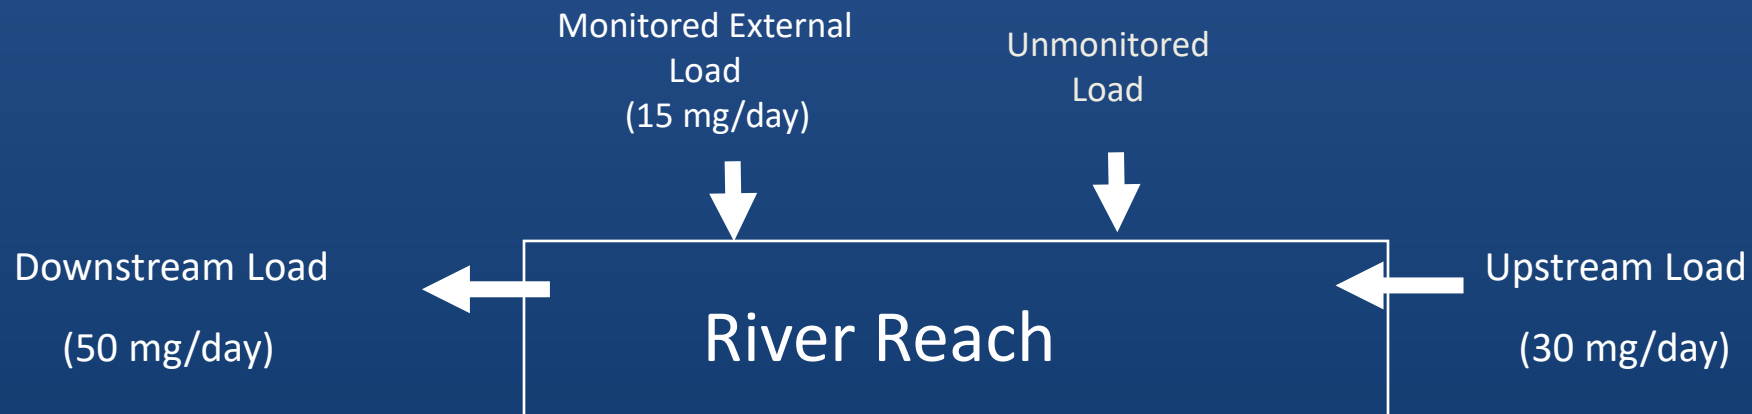 Monitored External
Load
(15 mg/day)
Unmonitored
Load
Downstream Load
(50 mg/day)
River Reach
Upstream Load
(30 mg/day)